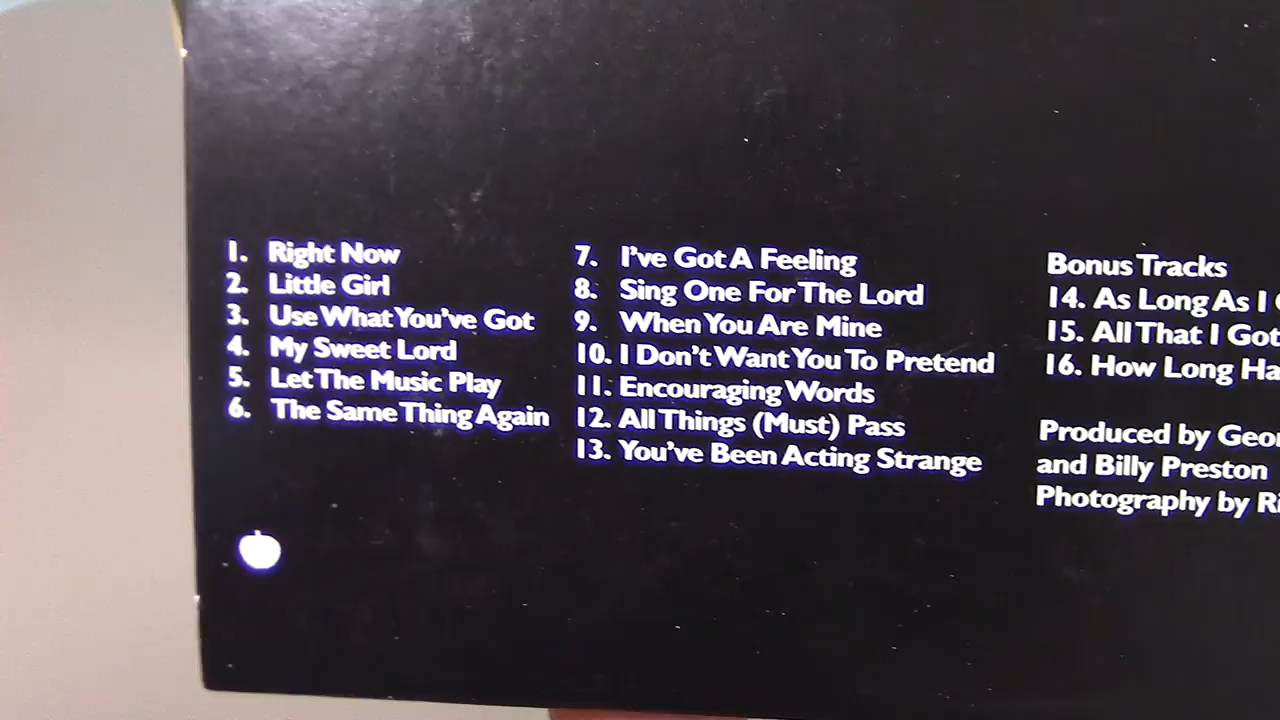 1. Right Now
2. Little Girl
3. Use What You've Got
4. My Sweet Lord
5. Let The Music Play
6. The Same Thing Again
7. I've Got A Feeling
8. Sing One For The Lord
9. When You Are Mine
10. I Don't Want You To Pretend
11. Encouraging Words
12. All Things (Must) Pass
13. You've Been Acting Strange
Bonus Tracks
14. As Long As I
15. All That I Got
16. How Long
Produced by
and Billy Preston
Photography by